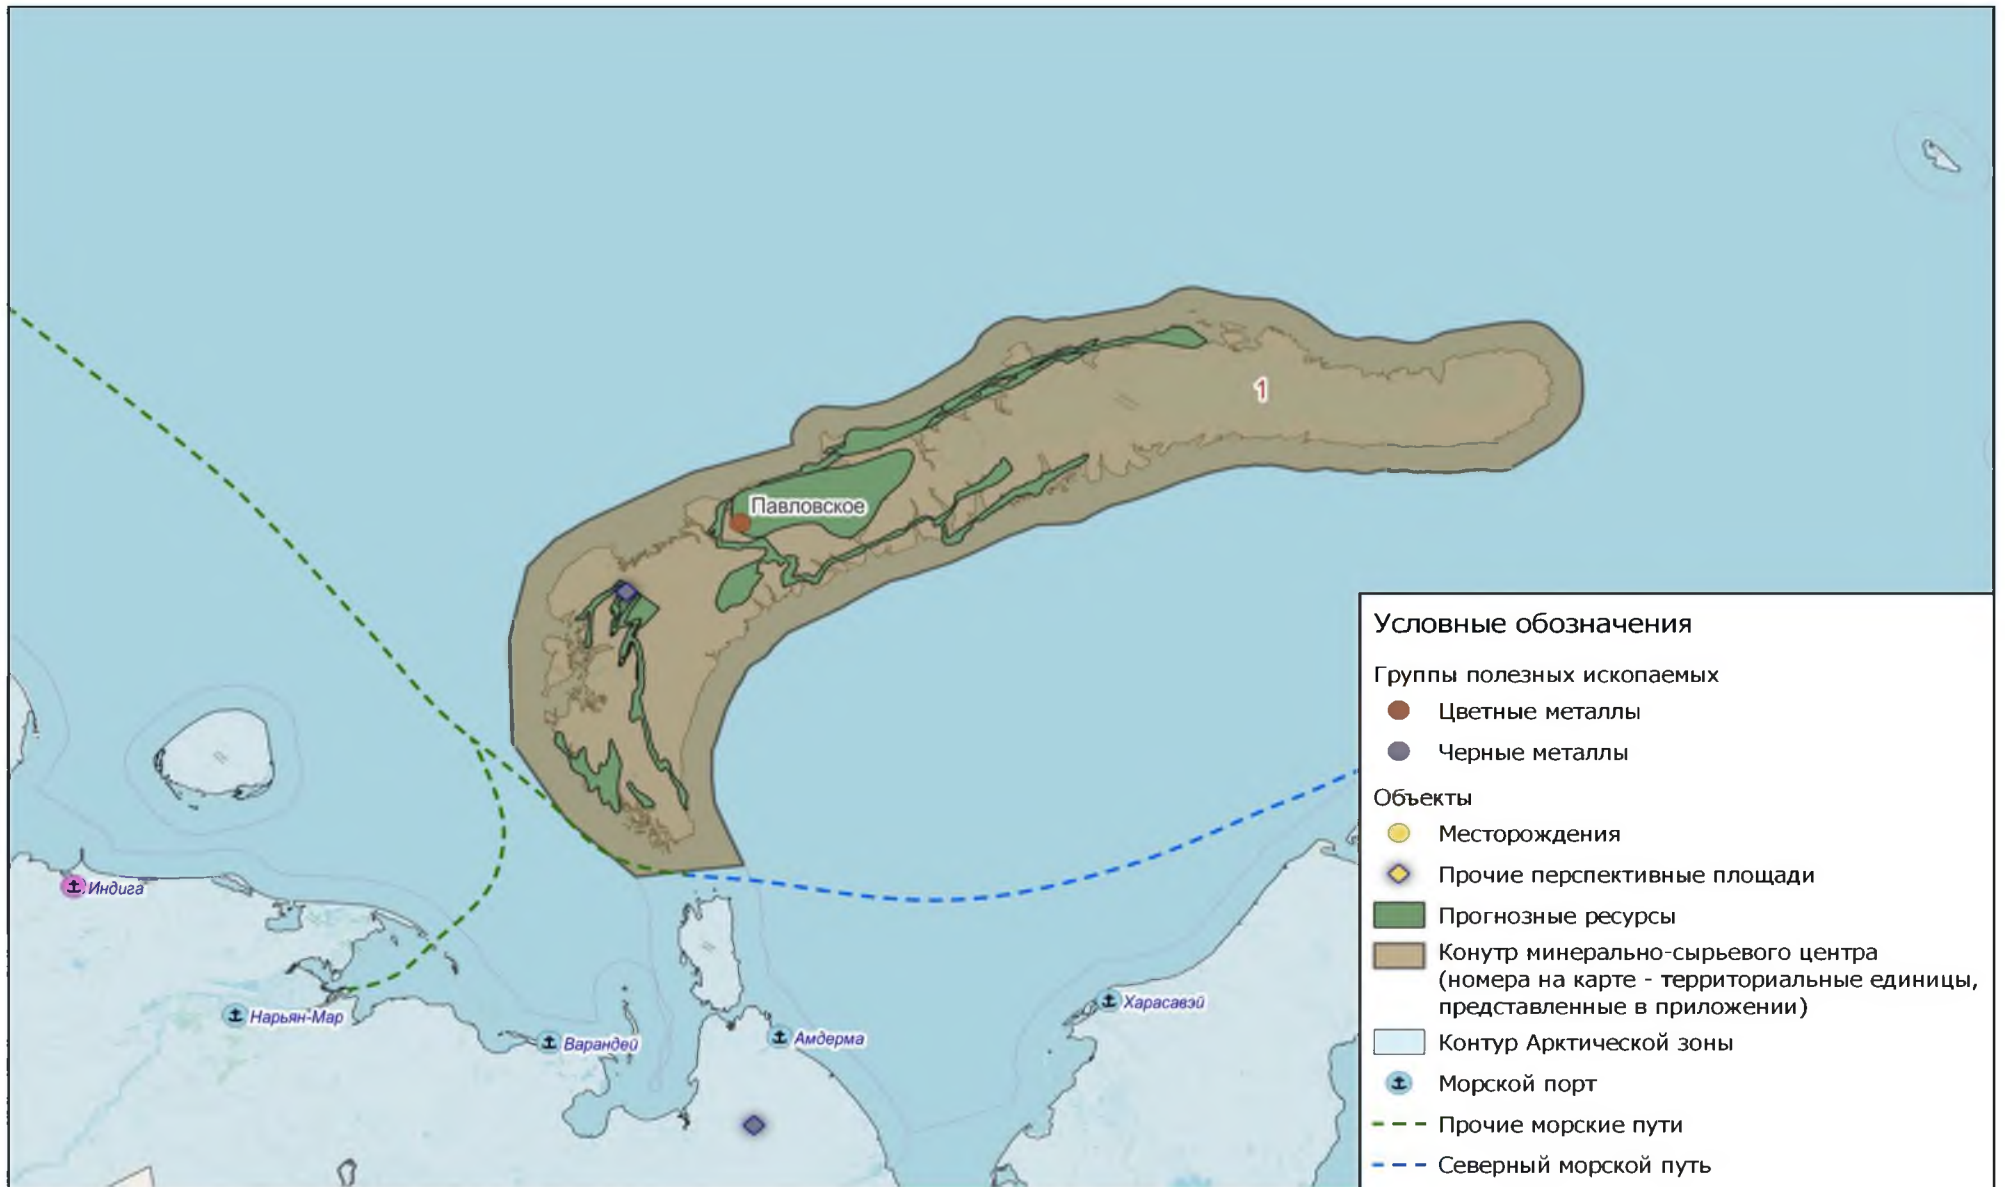 1
Павловское
Индига
Нарьян-Мар
Варандей
Амдерма
Харасавэй
Условные обозначения
Группы полезных ископаемых
Цветные металлы
Черные металлы
Объекты
Месторождения
Прочие перспективные площади
Прогнозные ресурсы
Конутр минерально-сырьевого центра
(номера на карте - территориальные единицы,
представленные в приложении)
Контур Арктической зоны
Морской порт
Прочие морские пути
Северный морской путь